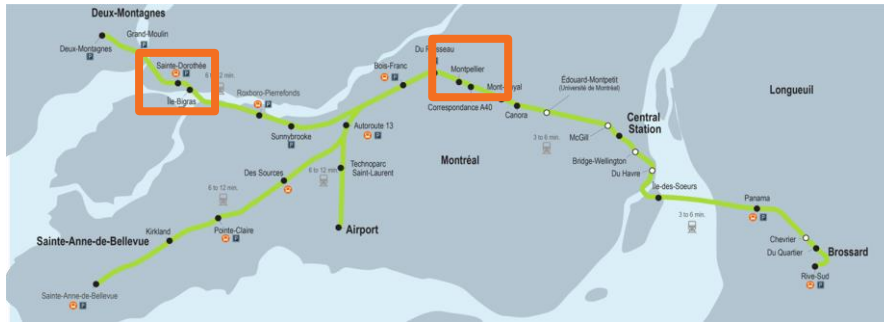 Deux-Montagnes
Grand-Moulin
P
Deux-Montagnes
P
Sainte-Dorothée
P
6 to 12 min.
Île-Bigras
Roxboro-Pierrefonds
P
Sunnybrooke
P
Bois-Franc
P
Du Ruisseau
Montpellier
Mont-Royal
Correspondance A40
Canora
Édouard-Montpetit
(Université de Montréal)
3 to 6 min.
McGill
Central
Station
Bridge-Wellington
Du Havre
Île-des-Soeurs
Longueuil
Montréal
Autoroute 13
P
Technoparc
Saint-Laurent
6 to 12 min.
Airport
Des Sources
6 to 12 min.
Pointe-Claire
P
Kirkland
Sainte-Anne-de-Bellevue
Sainte-Anne-de-Bellevue
P
3 to 6 min.
Panama
P
Chevrier
Du Quartier
Brossard
Rive-Sud
P